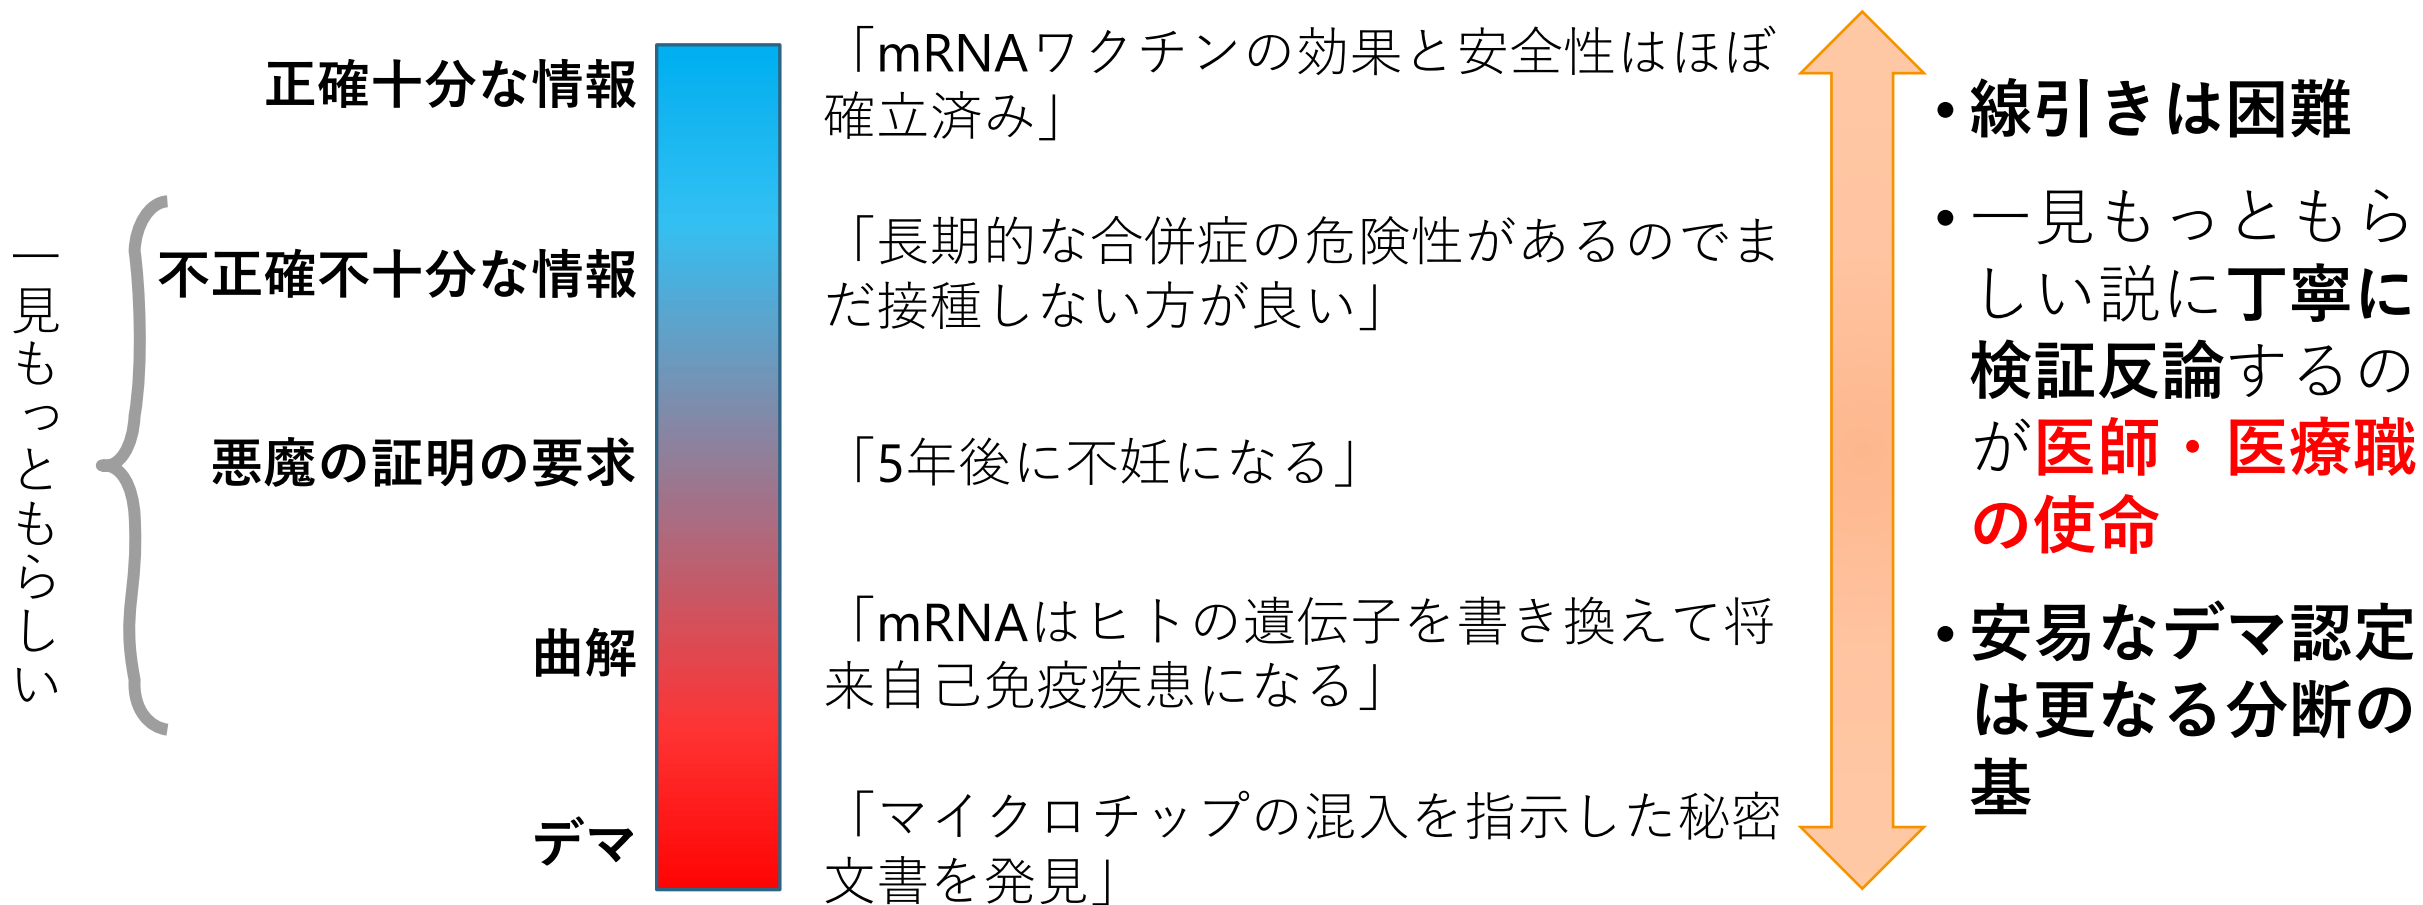 一見もっともらしい
正確十分な情報
「mRNAワクチンの効果と安全性はほぼ
確立済み」
不正確不十分な情報
「長期的な合併症の危険性があるのでま
だ接種しない方が良い」
悪魔の証明の要求
「5年後に不妊になる」
曲解
「mRNAはヒトの遺伝子を書き換えて将
来自己免疫疾患になる」
デマ
「マイクロチップの混入を指示した秘密
文書を発見」
•線引きは困難
•一見もっともら
しい説に丁寧に
検証反論するの
が医師・医療職
の使命
•安易なデマ認定
は更なる分断の
基